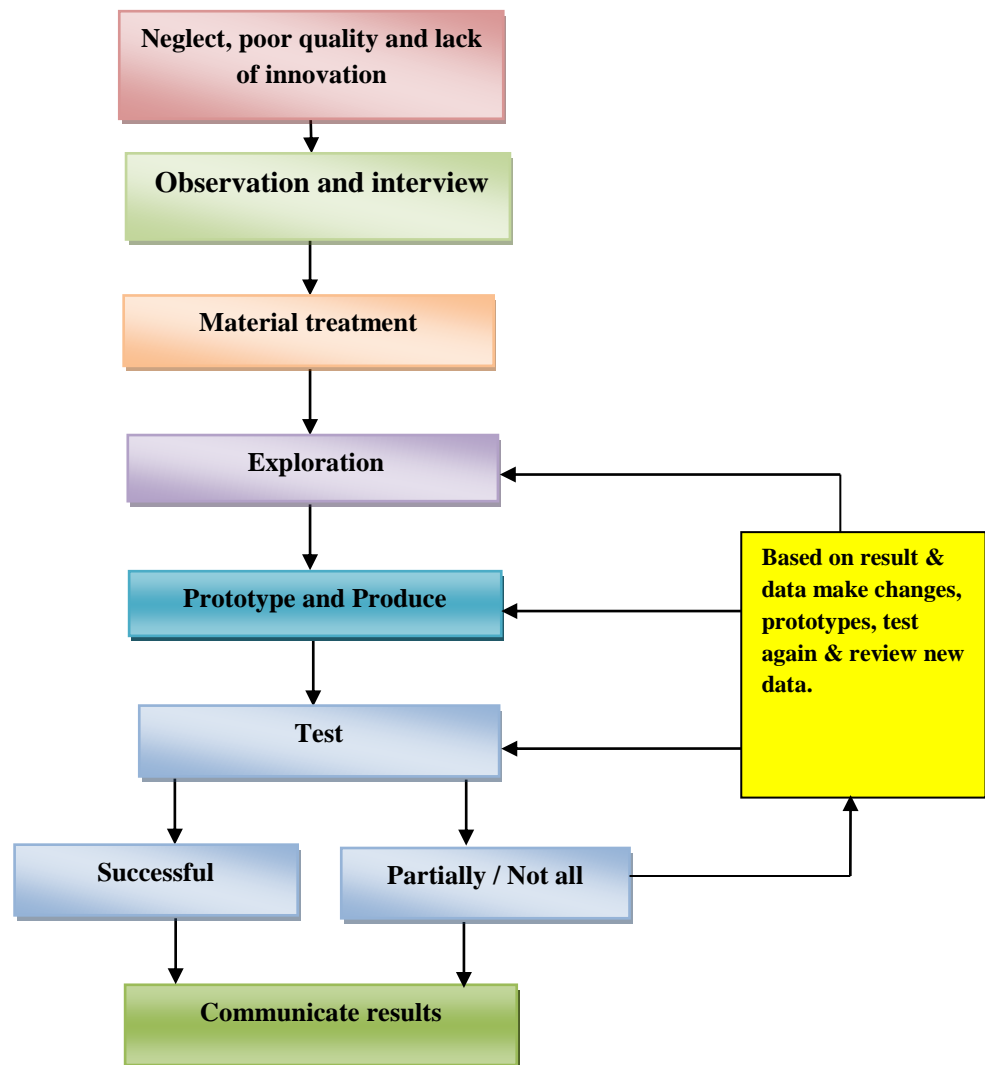 Neglect, poor quality and lack
of innovation
Observation and interview
Material treatment
Exploration
Based on result &
data make changes,
prototypes, test
again & review new
data.
Prototype and Produce
Test
Successful
Partially / Not all
Communicate results